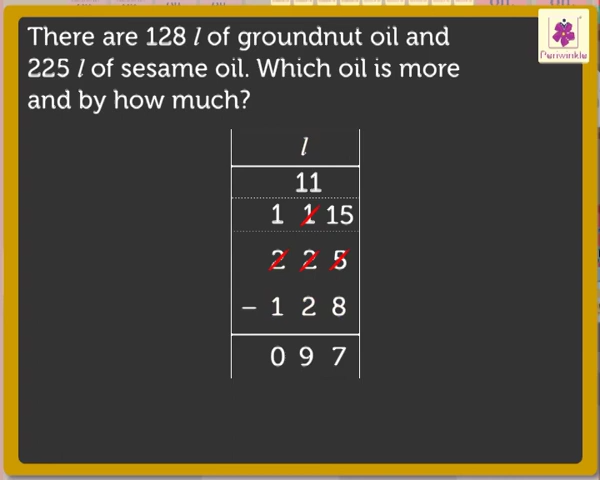 There are 128 l of groundnut oil and
225 l of sesame oil. Which oil is more
and by how much?
Periwinkle
l
11
1 1 15
2 2 5
− 1 2 8
0 9 7